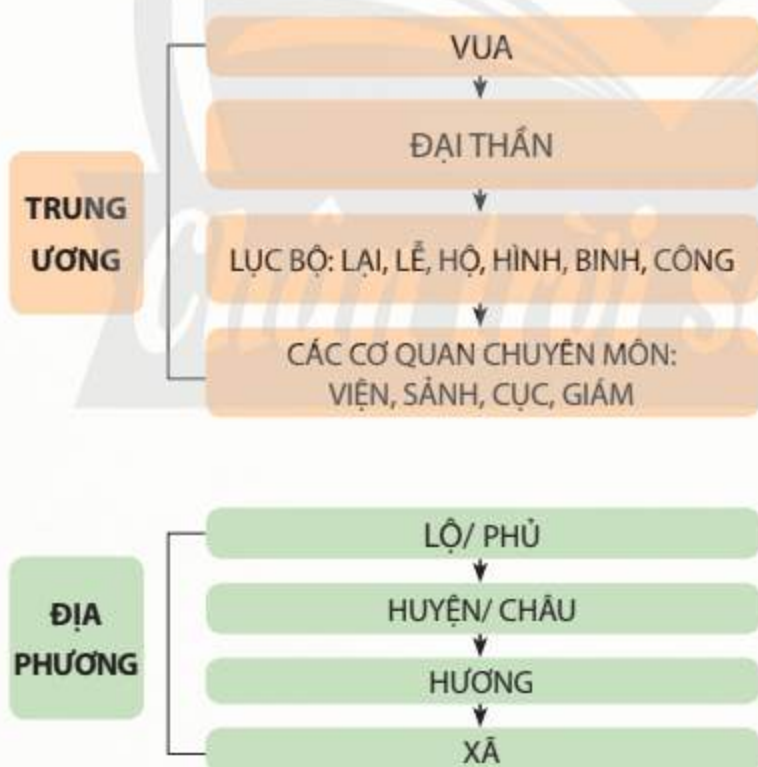 VUA
ĐẠI THẦN
TRUNG
ƯƠNG
LỤC BỘ: LẠI, LỄ, HỘ, HÌNH, BINH, CÔNG
CÁC CƠ QUAN CHUYÊN MÔN:
VIỆN, SẢNH, CỤC, GIÁM
LỘ/ PHỦ
HUYỆN/ CHÂU
ĐỊA
PHƯƠNG
HƯƠNG
XÃ